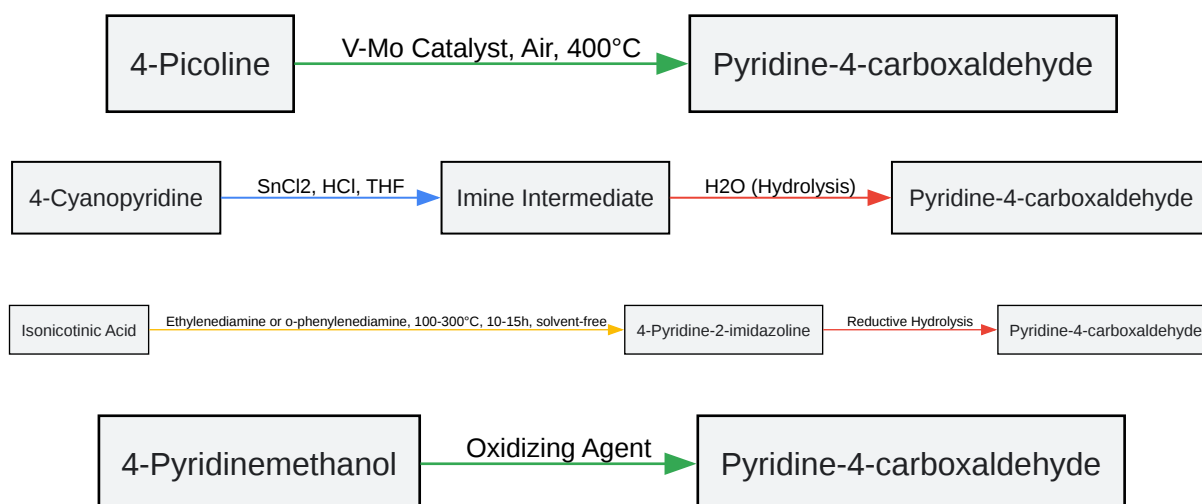 4-Picoline
V-Mo Catalyst, Air, 400°C
Pyridine-4-carboxaldehyde
4-Cyanopyridine
SnCl2, HCl, THF
Imine Intermediate
H2O (Hydrolysis)
Pyridine-4-carboxaldehyde
Isonicotinic Acid
Ethylenediamine or o-phenylenediamine, 100-300°C, 10-15h, solvent-free
4-Pyridine-2-imidazoline
Reductive Hydrolysis
Pyridine-4-carboxaldehyde
4-Pyridinemethanol
Oxidizing Agent
Pyridine-4-carboxaldehyde